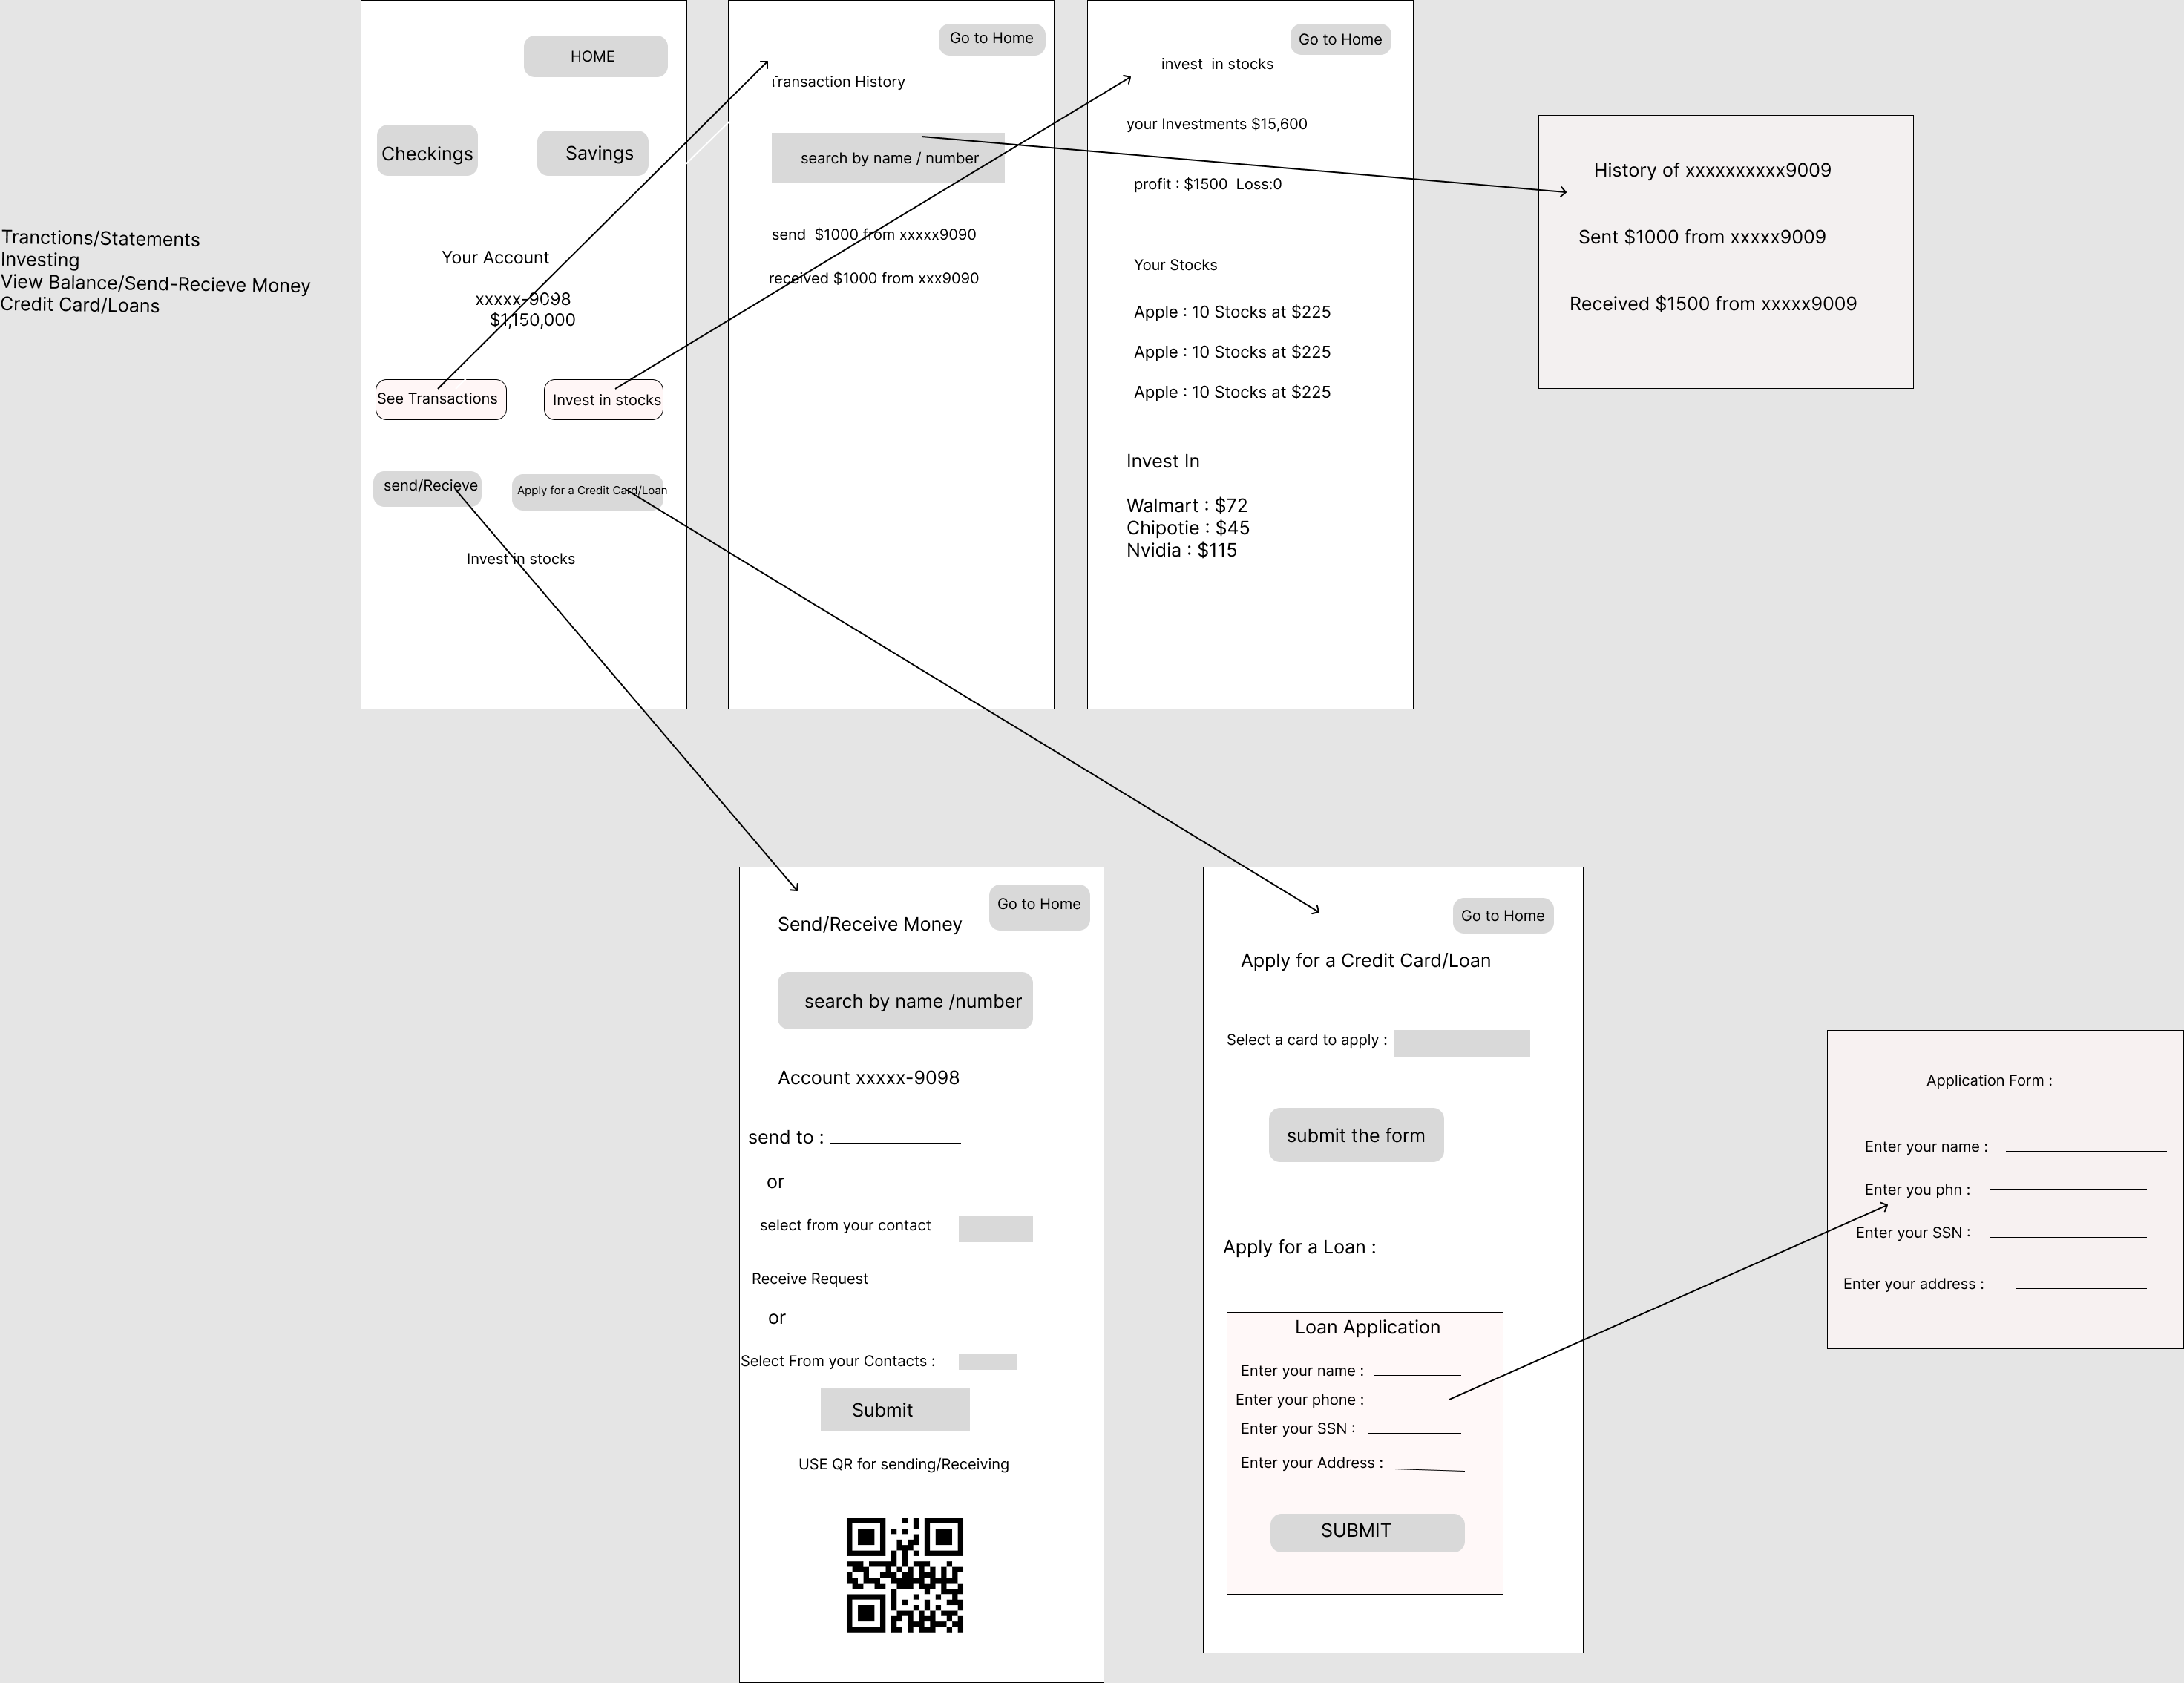 Tranctions/Statements
Investing
View Balance/Send-Recieve Money
Credit Card/Loans
HOME
Checkings
Savings
Your Account
xxxxx-9098
$1,150,000
See Transactions
Invest in stocks
send/Recieve
Apply for a Credit Card/Loan
Invest in stocks
Go to Home
Transaction History
search by name / number
send $1000 from xxxxx9090
received $1000 from xxx9090
Go to Home
invest in stocks
your Investments $15,600
profit : $1500 Loss:0
Your Stocks
Apple : 10 Stocks at $225
Apple : 10 Stocks at $225
Apple : 10 Stocks at $225
Invest In
Walmart : $72
Chipotie : $45
Nvidia : $115
History of xxxxxxxxxx9009
Sent $1000 from xxxxx9009
Received $1500 from xxxxx9009
Go to Home
Send/Receive Money
search by name /number
Account xxxxx-9098
send to :
or
select from your contact
Receive Request
or
Select From your Contacts :
Submit
USE QR for sending/Receiving
Go to Home
Apply for a Credit Card/Loan
Select a card to apply :
submit the form
Apply for a Loan :
Loan Application
Enter your name :
Enter your phone :
Enter your SSN :
Enter your Address :
SUBMIT
Application Form :
Enter your name :
Enter you phn :
Enter your SSN :
Enter your address :